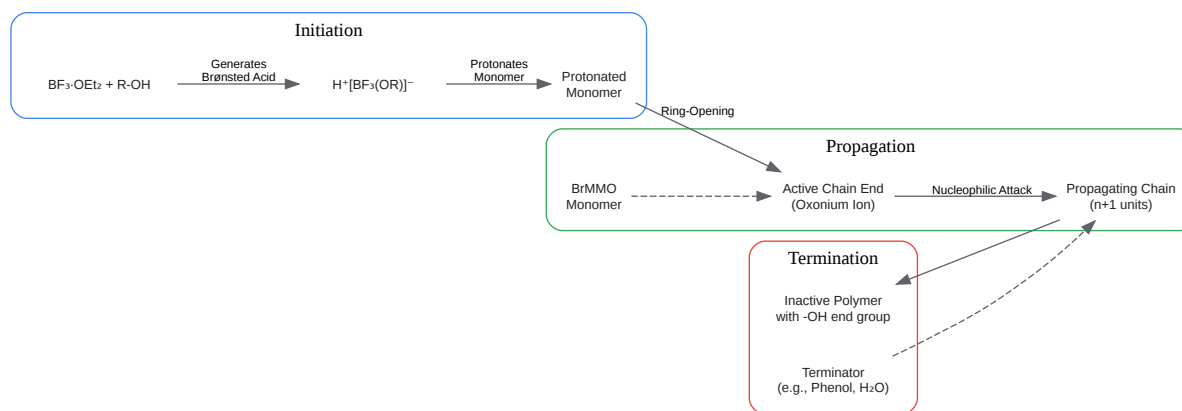 Initiation
Generates
Brønsted Acid
Protonates
Monomer
BF₃·OEt₂ + R-OH
H⁺[BF₃(OR)]⁻
Protonated
Monomer
Ring-Opening
Propagation
BrMMO
Monomer
Active Chain End
(Oxonium Ion)
Nucleophilic Attack
Propagating Chain
(n+1 units)
Termination
Inactive Polymer
with -OH end group
Terminator
(e.g., Phenol, H₂O)